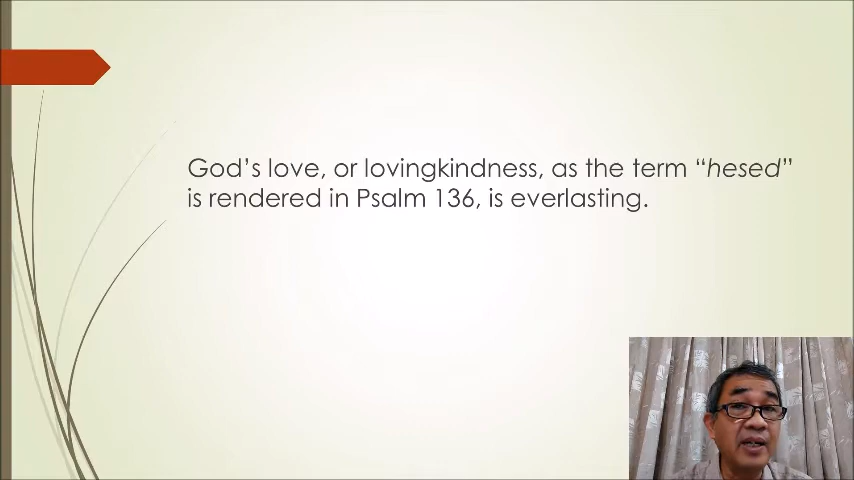 God's love, or lovingkindness, as the term “hesed”
is rendered in Psalm 136, is everlasting.